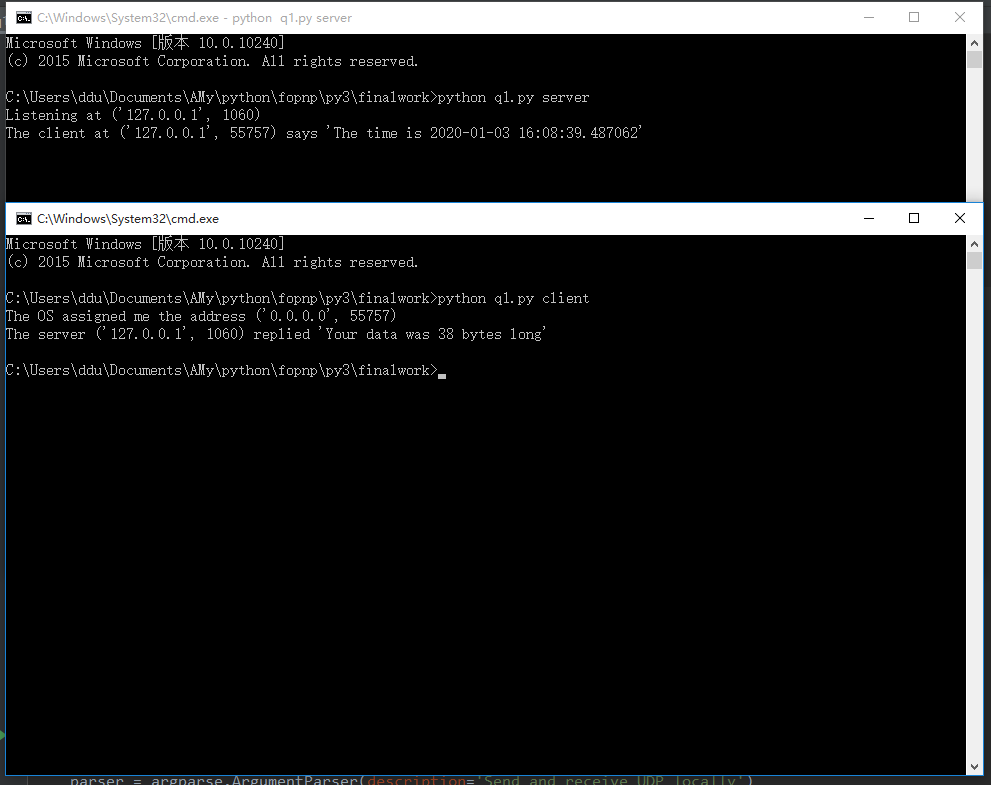 C:\Windows\System32\cmd.exe - python q1.py server
Microsoft Windows [版本 10.0.10240]
(c) 2015 Microsoft Corporation. All rights reserved.
C:\Users\ddu\Documents\AMy\python\fopnp\py3\finalwork>python q1.py server
Listening at ('127.0.0.1', 1060)
The client at ('127.0.0.1', 55757) says 'The time is 2020-01-03 16:08:39.487062'
C:\Windows\System32\cmd.exe
Microsoft Windows [版本 10.0.10240]
(c) 2015 Microsoft Corporation. All rights reserved.
C:\Users\ddu\Documents\AMy\python\fopnp\py3\finalwork>python q1.py client
The OS assigned me the address ('0.0.0.0', 55757)
The server ('127.0.0.1', 1060) replied 'Your data was 38 bytes long'
C:\Users\ddu\Documents\AMy\python\fopnp\py3\finalwork>
parser = argparse.ArgumentParser(description='Send and receive UDP locally')